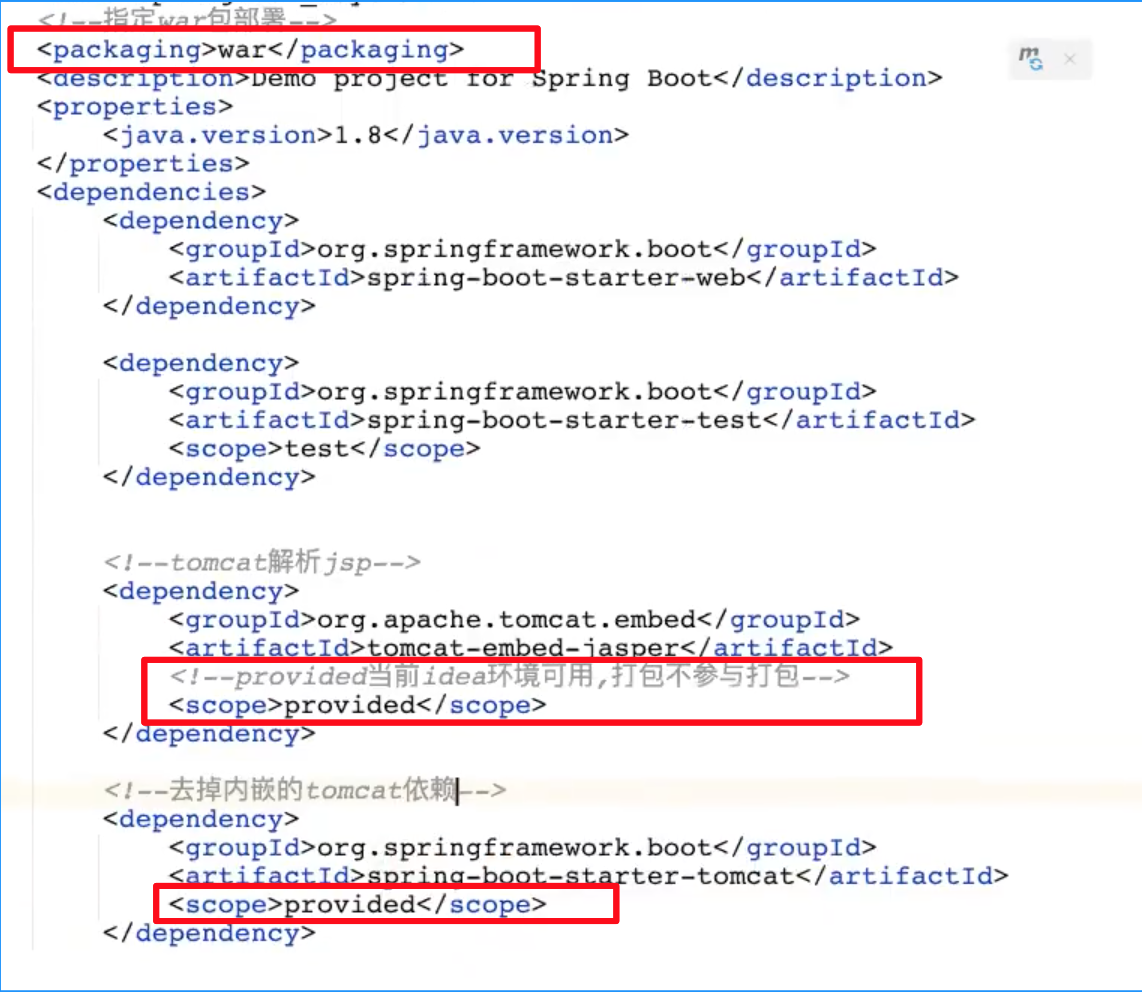 <!--指定war包部署-->
<packaging>war</packaging>
<description>Demo project for Spring Boot</description>
<properties>
<java.version>1.8</java.version>
</properties>
<dependencies>
<dependency>
<groupId>org.springframework.boot</groupId>
<artifactId>spring-boot-starter-web</artifactId>
</dependency>
<dependency>
<groupId>org.springframework.boot</groupId>
<artifactId>spring-boot-starter-test</artifactId>
<scope>test</scope>
</dependency>
<!--tomcat解析jsp-->
<dependency>
<groupId>org.apache.tomcat.embed</groupId>
<artifactId>tomcat-embed-jasper</artifactId>
<!--provided当前idea环境可用,打包不参与打包-->
<scope>provided</scope>
</dependency>
<!--去掉内嵌的tomcat依赖-->
<dependency>
<groupId>org.springframework.boot</groupId>
<artifactId>spring-boot-starter-tomcat</artifactId>
<scope>provided</scope>
</dependency>